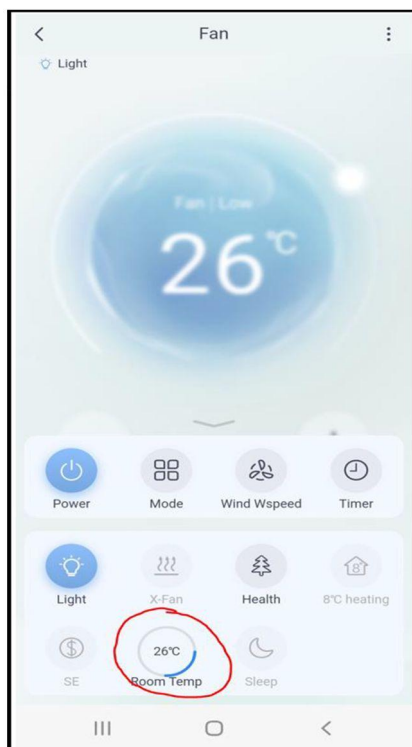 Fan
Light
Fan | Low
26°C
Power Mode Wind Wspeed Timer
Light X-Fan Health 8°C heating
26°C
SE Room Temp Sleep